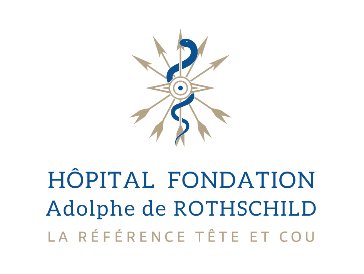 HÔPITAL FONDATION
Adolphe de ROTHSCHILD
LA RÉFÉRENCE TÊTE ET COU